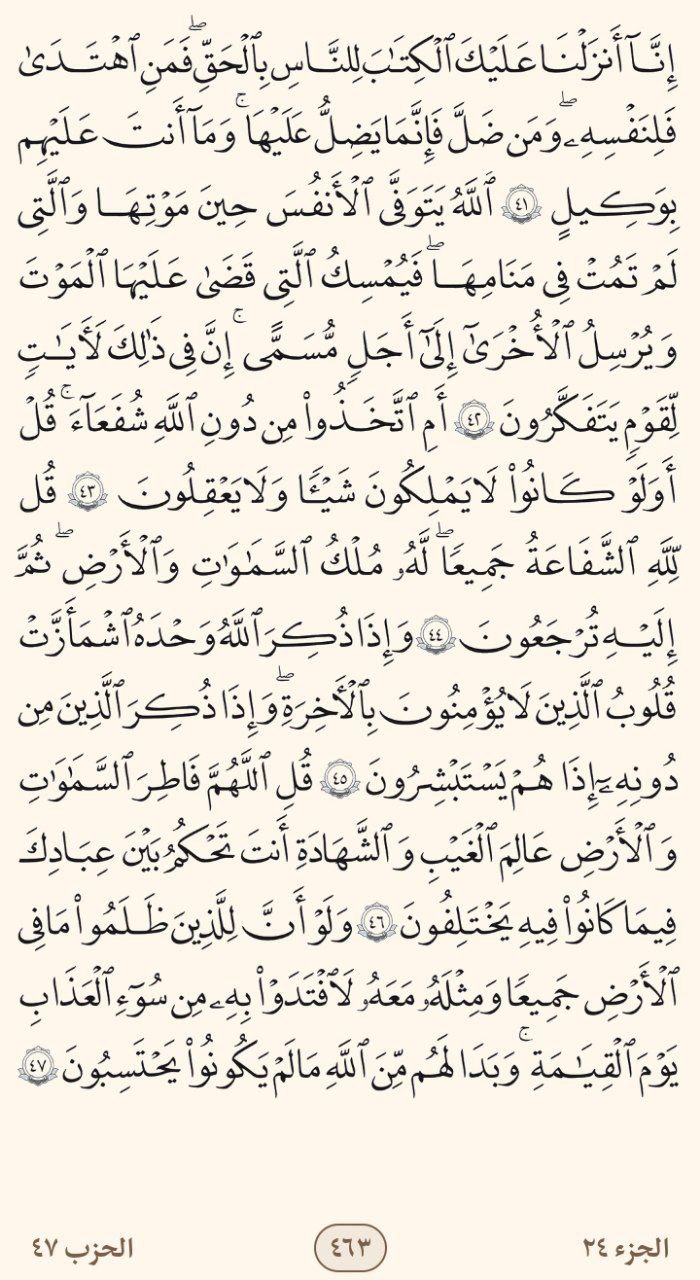 إِنَّآ أَنزَلْنَا عَلَيْكَ ٱلْكِتَـٰبَ لِلنَّاسِ بِٱلْحَقِّ ۖ فَمَنِ ٱهْتَدَىٰ
فَلِنَفْسِهِۦ ۖ وَمَن ضَلَّ فَإِنَّمَا يَضِلُّ عَلَيْهَا ۚ وَمَآ أَنتَ عَلَيْهِم
بِوَكِيلٍ ٤١ ٱللَّهُ يَتَوَفَّى ٱلْأَنفُسَ حِينَ مَوْتِهَا وَٱلَّتِى
لَمْ تَمُتْ فِى مَنَامِهَا ۖ فَيُمْسِكُ ٱلَّتِى قَضَىٰ عَلَيْهَا ٱلْمَوْتَ
وَيُرْسِلُ ٱلْأُخْرَىٰٓ إِلَىٰٓ أَجَلٍ مُّسَمًّى ۚ إِنَّ فِى ذَٰلِكَ لَـَٔايَـٰتٍ
لِّقَوْمٍ يَتَفَكَّرُونَ ٤٢ أَمِ ٱتَّخَذُوا۟ مِن دُونِ ٱللَّهِ شُفَعَآءَ ۚ قُلْ
أَوَلَوْ كَانُوا۟ لَا يَمْلِكُونَ شَيْـًٔا وَلَا يَعْقِلُونَ ٤٣ قُل
لِّلَّهِ ٱلشَّفَـٰعَةُ جَمِيعًا ۖ لَّهُۥ مُلْكُ ٱلسَّمَـٰوَٰتِ وَٱلْأَرْضِ ۖ ثُمَّ
إِلَيْهِ تُرْجَعُونَ ٤٤ وَإِذَا ذُكِرَ ٱللَّهُ وَحْدَهُ ٱشْمَأَزَّتْ
قُلُوبُ ٱلَّذِينَ لَا يُؤْمِنُونَ بِٱلْـَٔاخِرَةِ ۖ وَإِذَا ذُكِرَ ٱلَّذِينَ مِن
دُونِهِۦٓ إِذَا هُمْ يَسْتَبْشِرُونَ ٤٥ قُلِ ٱللَّهُمَّ فَاطِرَ ٱلسَّمَـٰوَٰتِ
وَٱلْأَرْضِ عَـٰلِمَ ٱلْغَيْبِ وَٱلشَّهَـٰدَةِ أَنتَ تَحْكُمُ بَيْنَ عِبَادِكَ
فِيمَا كَانُوا۟ فِيهِ يَخْتَلِفُونَ ٤٦ وَلَوْ أَنَّ لِلَّذِينَ ظَلَمُوا۟ مَا فِى
ٱلْأَرْضِ جَمِيعًا وَمِثْلَهُۥ مَعَهُۥ لَٱفْتَدَوْا۟ بِهِۦ مِن سُوٓءِ ٱلْعَذَابِ
يَوْمَ ٱلْقِيَـٰمَةِ ۚ وَبَدَا لَهُم مِّنَ ٱللَّهِ مَا لَمْ يَكُونُوا۟ يَحْتَسِبُونَ ٤٧
الجزء ٢٤ ٤٦٣ الحزب ٤٧